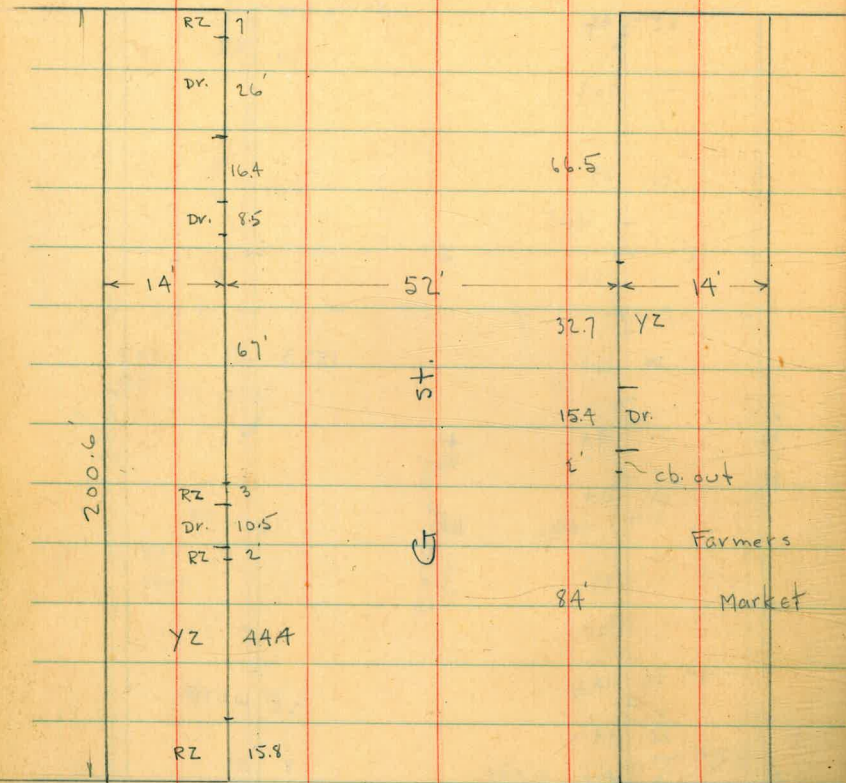 RZ 7'
Dr. 26'
16.4
66.5
Dr. 8.5
14' 52' 14'
32.7 YZ
67'
St.
15.4 Dr.
2' cb. out
200.6'
RZ 3
Dr. 10.5
G
Farmers
RZ 2'
84'
Market
YZ 44.4
RZ 15.8